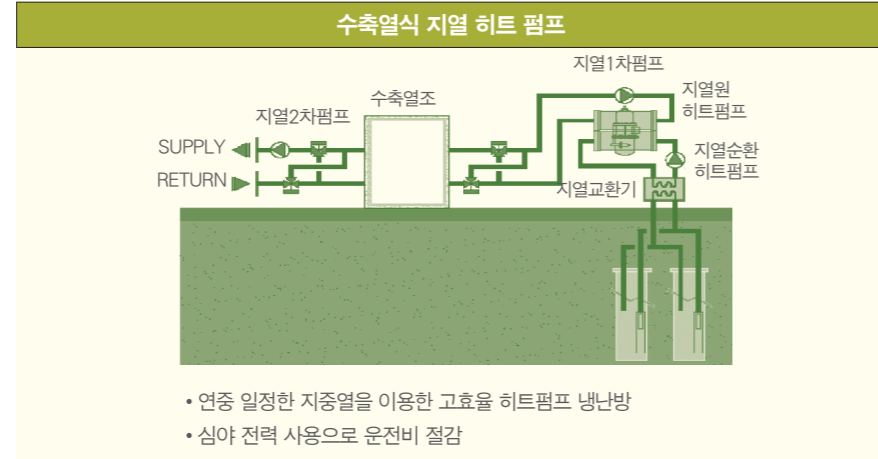 수축열식 지열 히트 펌프
지열1차펌프
수축열조
지열원
히트펌프
지열2차펌프
SUPPLY
지열순환
히트펌프
RETURN
지열교환기
• 연중 일정한 지중열을 이용한 고효율 히트펌프 냉난방
• 심야 전력 사용으로 운전비 절감